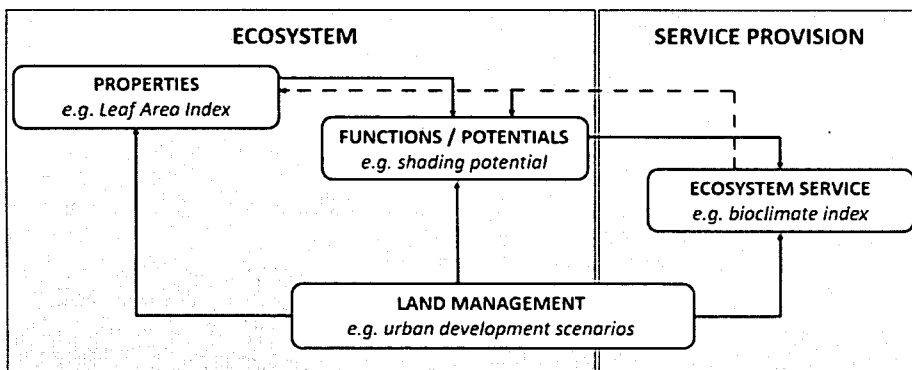 ECOSYSTEM
SERVICE PROVISION
PROPERTIES
e.g. Leaf Area Index
FUNCTIONS / POTENTIALS
e.g. shading potential
ECOSYSTEM SERVICE
e.g. bioclimate index
LAND MANAGEMENT
e.g. urban development scenarios